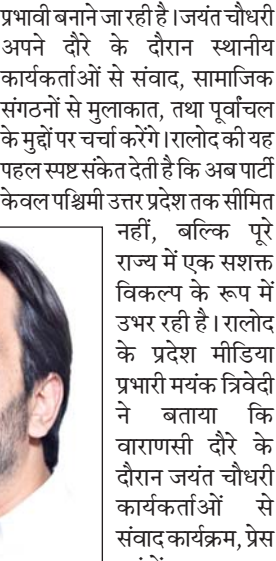 प्रभावी बनाने जा रही है। जयंत चौधरी
अपने दौरे के दौरान स्थानीय
कार्यकर्ताओं से संवाद, सामाजिक
संगठनों से मुलाकात, तथा पूर्वांचल
के मुद्दों पर चर्चा करेंगे। रालोद की यह
पहल स्पष्ट संकेत देती है कि अब पार्टी
केवल पश्चिमी उत्तर प्रदेश तक सीमित
नहीं, बल्कि पूरे
राज्य में एक सशक्त
विकल्प के रूप में
उभर रही है। रालोद
के प्रदेश मीडिया
प्रभारी मयंक त्रिवेदी
ने बताया कि
वाराणसी दौरे के
दौरान जयंत चौधरी
कार्यकर्ताओं से
संवाद कार्यक्रम, प्रेस